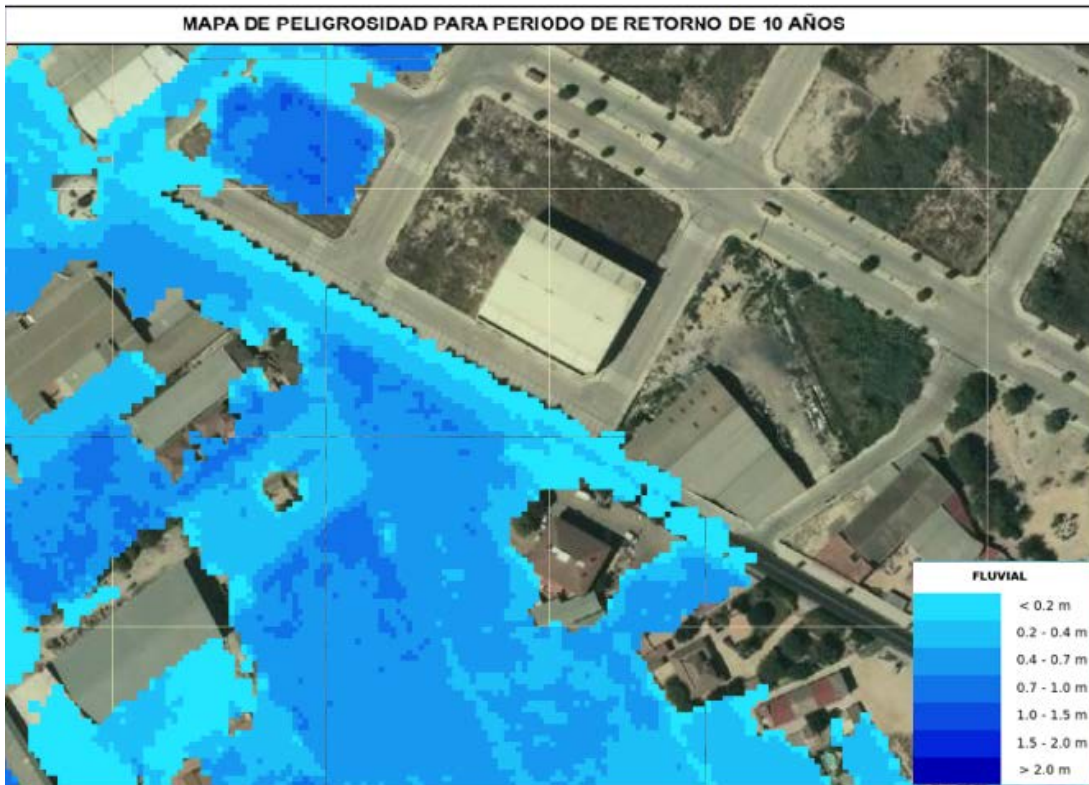 MAPA DE PELIGROSIDAD PARA PERIODO DE RETORNO DE 10 AÑOS
FLUVIAL
< 0.2 m
0.2 - 0.4 m
0.4 - 0.7 m
0.7 - 1.0 m
1.0 - 1.5 m
1.5 - 2.0 m
> 2.0 m